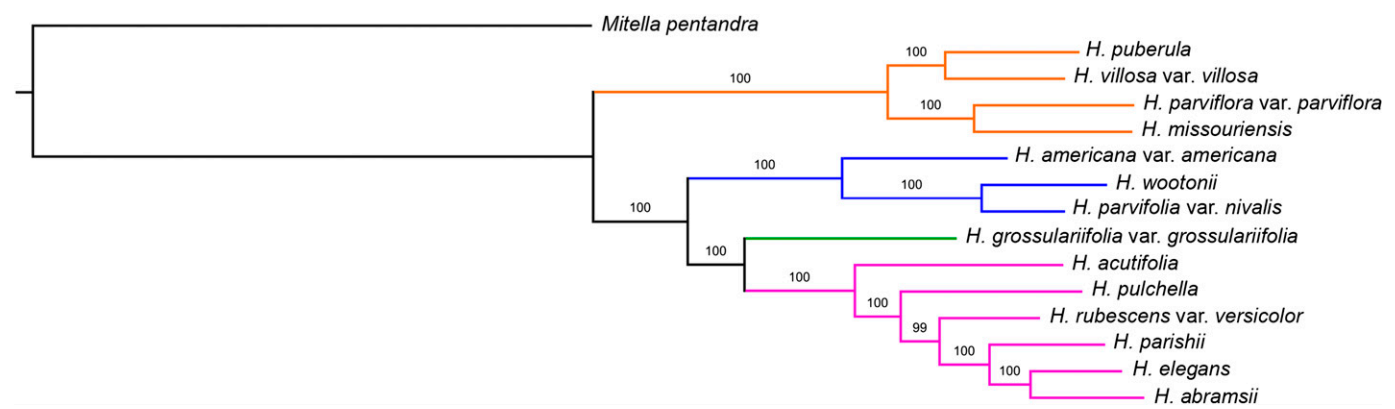 Mitella pentandra
100
H. puberula
100
H. villosa var. villosa
100
H. parviflora var. parviflora
H. missouriensis
H. americana var. americana
100
100
H. wootonii
100
H. parvifolia var. nivalis
H. grossulariifolia var. grossulariifolia
100
H. acutifolia
100
H. pulchella
100
H. rubescens var. versicolor
99
H. parishii
100
H. elegans
100
H. abramsii